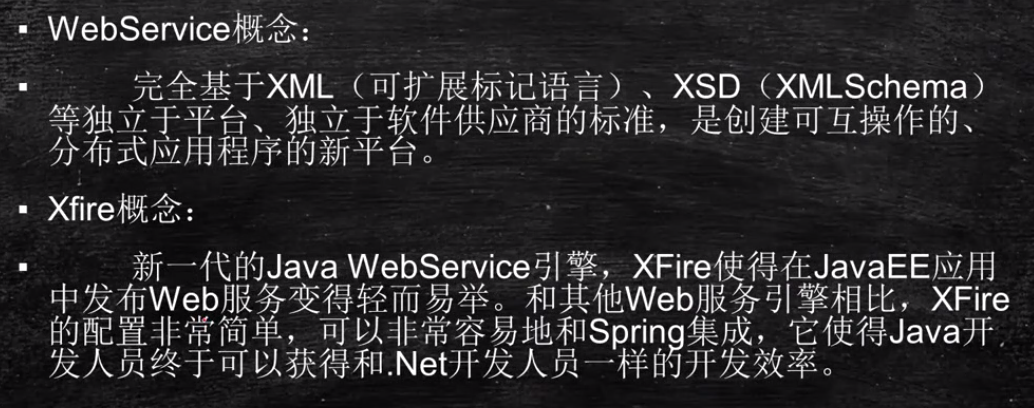 ▪ WebService概念：
▪ 完全基于XML（可扩展标记语言）、XSD（XMLSchema）
等独立于平台、独立于软件供应商的标准，是创建可互操作的、
分布式应用程序的新平台。
▪ Xfire概念：
▪ 新一代的Java WebService引擎，XFire使得在JavaEE应用
中发布Web服务变得轻而易举。和其他Web服务引擎相比，XFire
的配置非常简单，可以非常容易地和Spring集成，它使得Java开
发人员终于可以获得和.Net开发人员一样的开发效率。